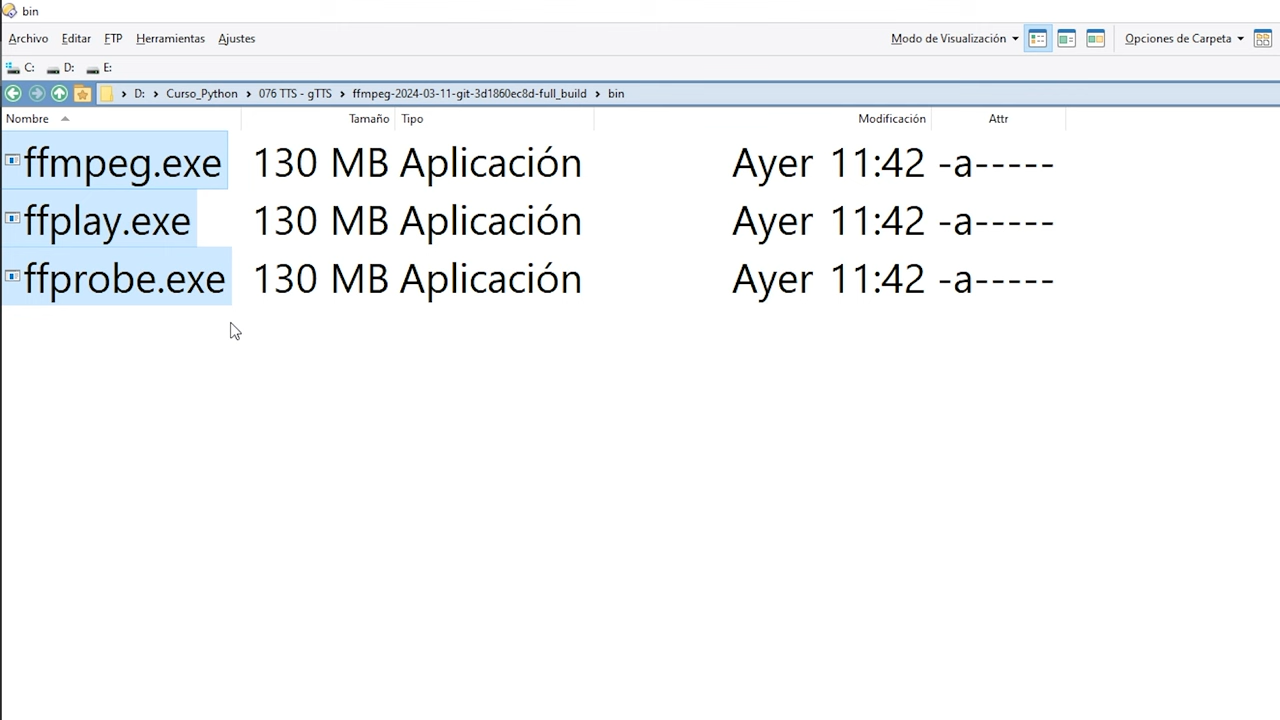 bin
Archivo Editar FTP Herramientas Ajustes Modo de Visualización Opciones de Carpeta
C: D: E:
D: Curso_Python 076 TTS - gTTS ffmpeg-2024-03-11-git-3d1860ec8d-full_build bin
Nombre Tamaño Tipo Modificación Attr
ffmpeg.exe 130 MB Aplicación Ayer 11:42 -a-----
ffplay.exe 130 MB Aplicación Ayer 11:42 -a-----
ffprobe.exe 130 MB Aplicación Ayer 11:42 -a-----